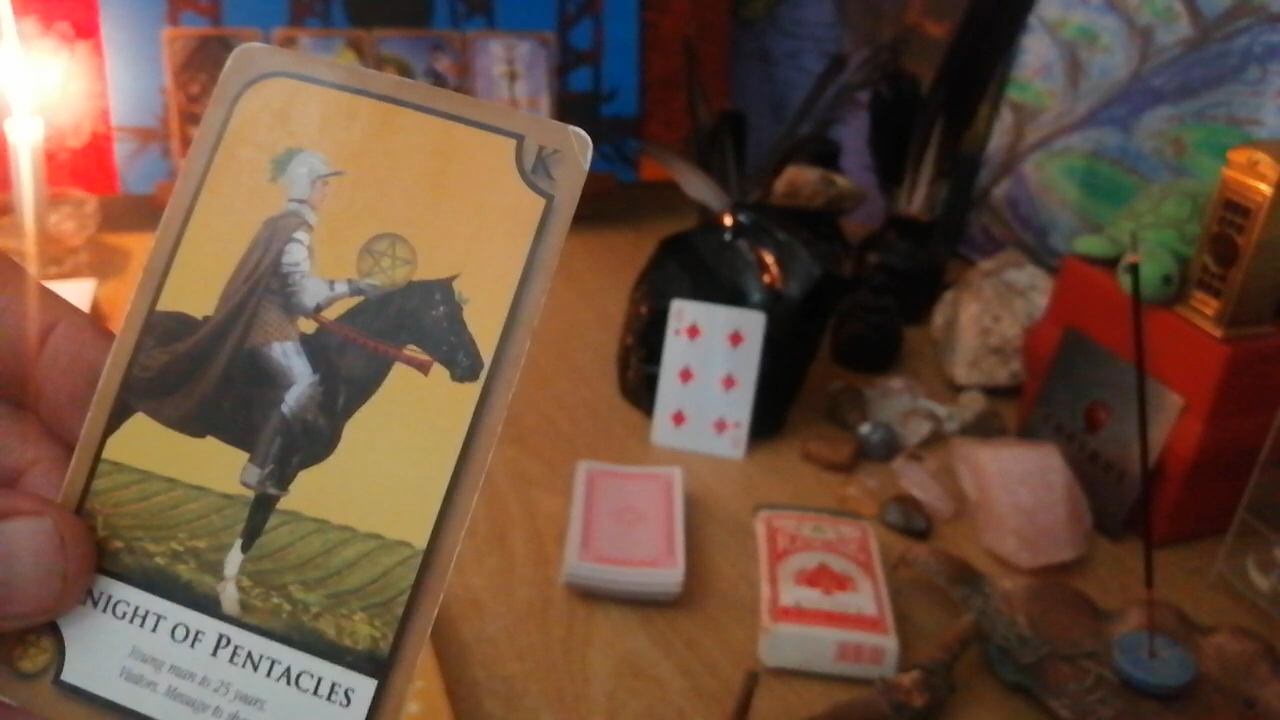 K
NIGHT OF PENTACLES
Young man to 25 years.
Visitors. Message to